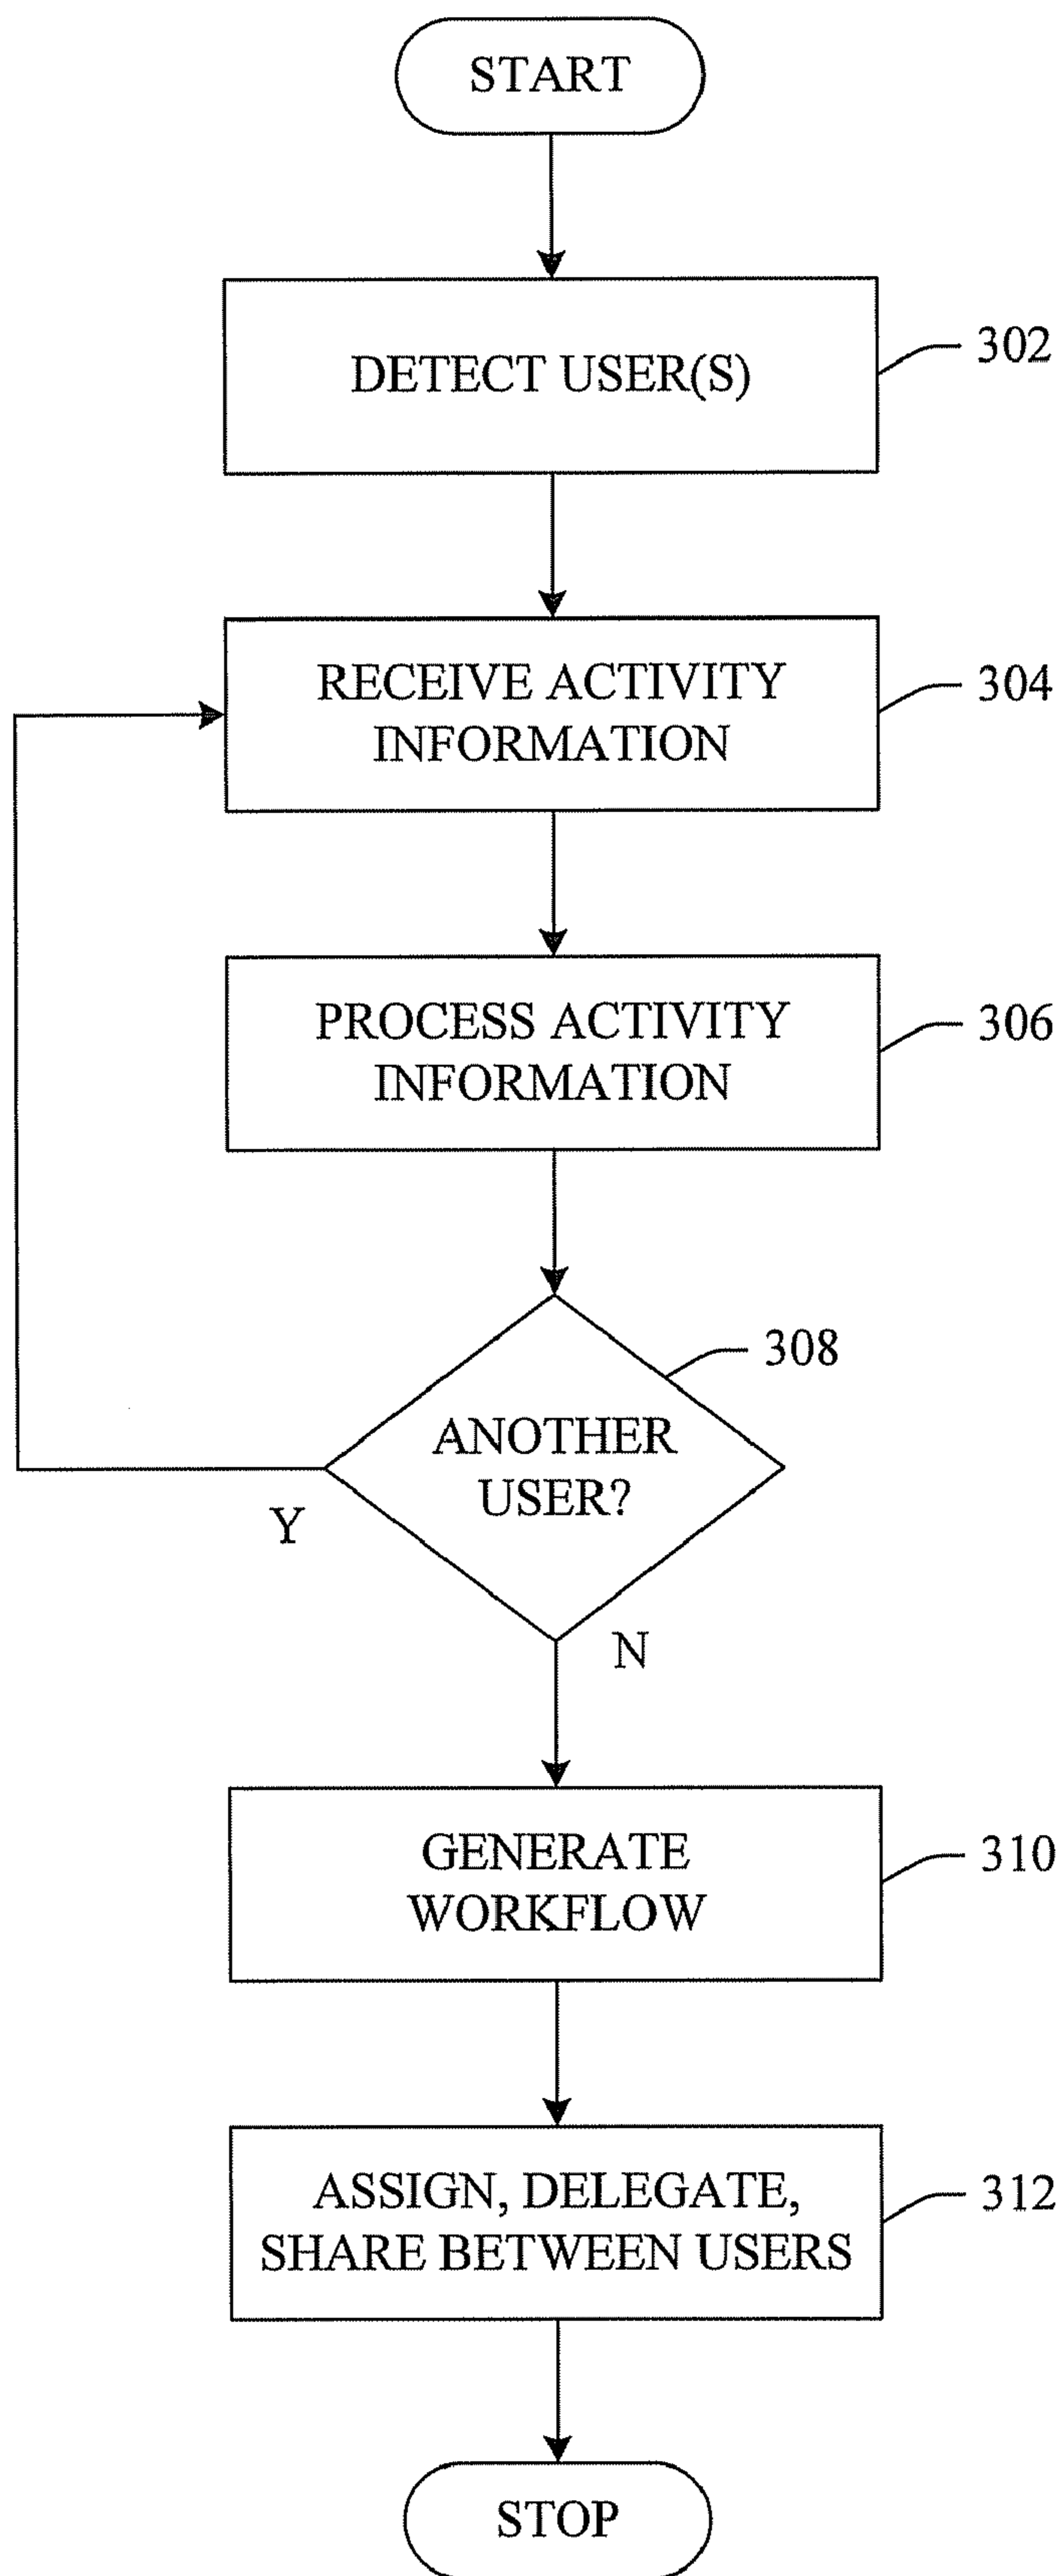 START
DETECT USER(S)
302
RECEIVE ACTIVITY
INFORMATION
304
PROCESS ACTIVITY
INFORMATION
306
308
ANOTHER
USER?
Y
N
GENERATE
WORKFLOW
310
ASSIGN, DELEGATE,
SHARE BETWEEN USERS
312
STOP